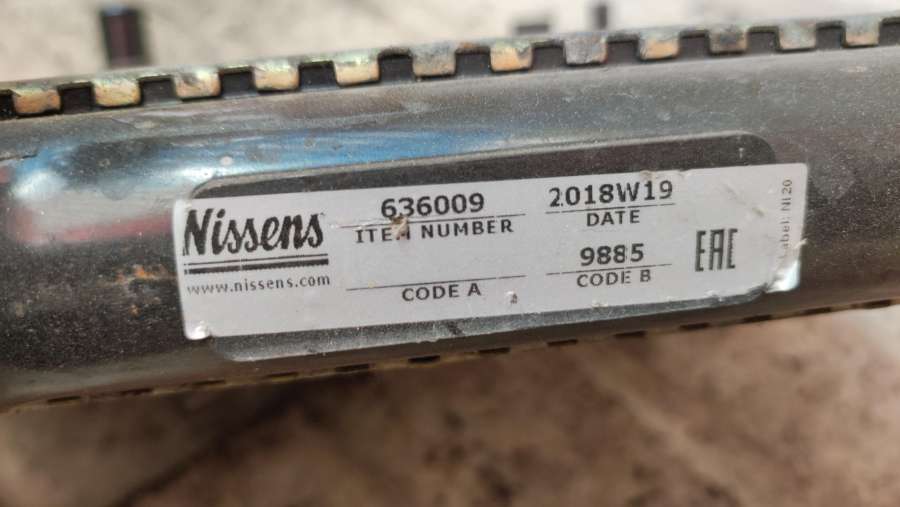 Nissens
www.nissens.com
636009
ITEM NUMBER
CODE A
2018W19
DATE
9885
CODE B
EAC
Label: NI20